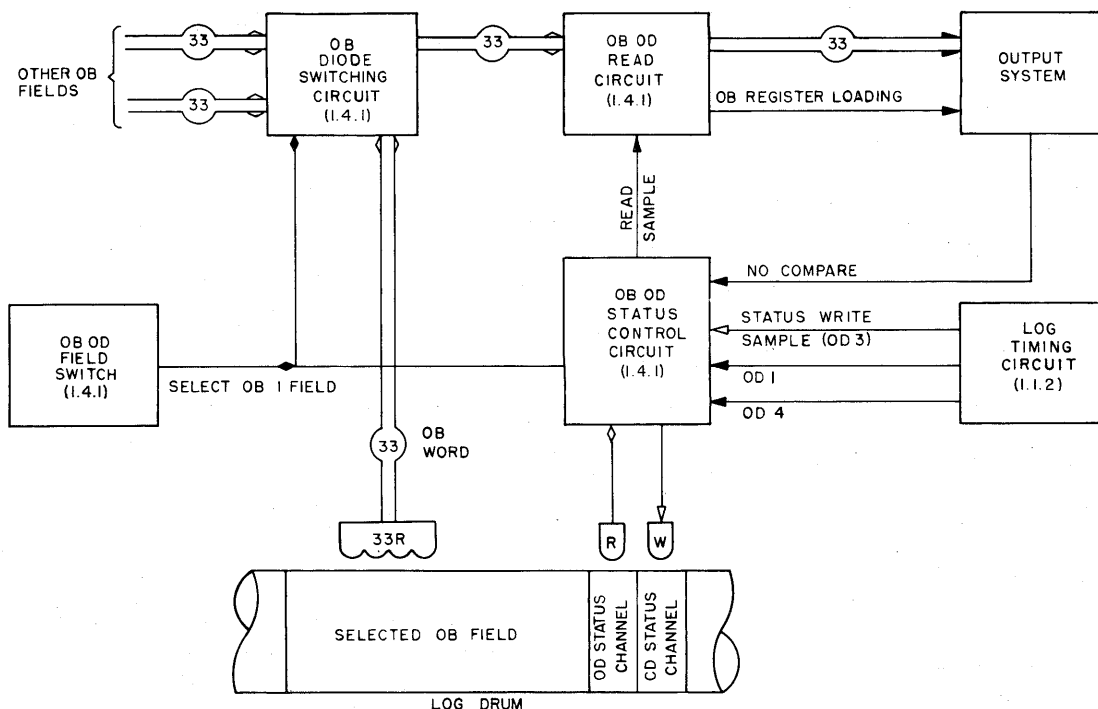 OTHER OB
FIELDS
33
33
OB
DIODE
SWITCHING
CIRCUIT
(1.4.1)
33
OB OD
READ
CIRCUIT
(1.4.1)
33
OB REGISTER LOADING
OUTPUT
SYSTEM
READ
SAMPLE
OB OD
FIELD
SWITCH
(1.4.1)
SELECT OB 1 FIELD
OB OD
STATUS
CONTROL
CIRCUIT
(1.4.1)
NO COMPARE
STATUS WRITE
SAMPLE (OD 3)
OD 1
OD 4
LOG
TIMING
CIRCUIT
(1.1.2)
33
OB
WORD
33R
R
W
SELECTED OB FIELD
OD STATUS
CHANNEL
CD STATUS
CHANNEL
LOG DRUM